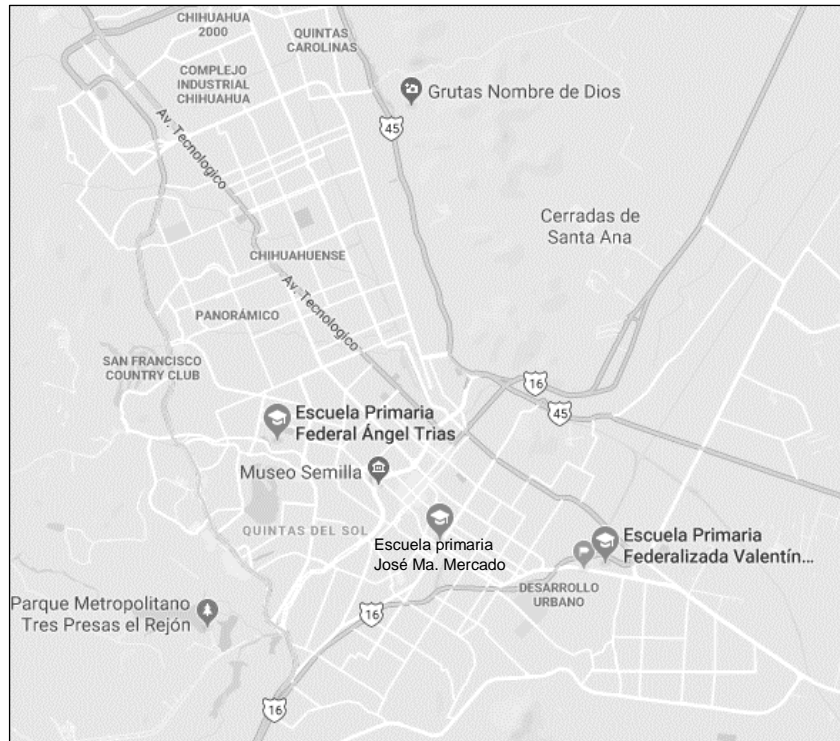 CHIHUAHUA
2000
QUINTAS
CAROLINAS
COMPLEJO
INDUSTRIAL
CHIHUAHUA
Grutas Nombre de Dios
45
Av. Tecnologico
Cerradas de
Santa Ana
CHIHUAHUENSE
Av. Tecnologico
PANORÁMICO
SAN FRANCISCO
COUNTRY CLUB
16
45
Escuela Primaria
Federal Ángel Trias
Museo Semilla
QUINTAS DEL SOL
Escuela primaria
José Ma. Mercado
Escuela Primaria
Federalizada Valentín...
DESARROLLO
URBANO
Parque Metropolitano
Tres Presas el Rejón
16
16